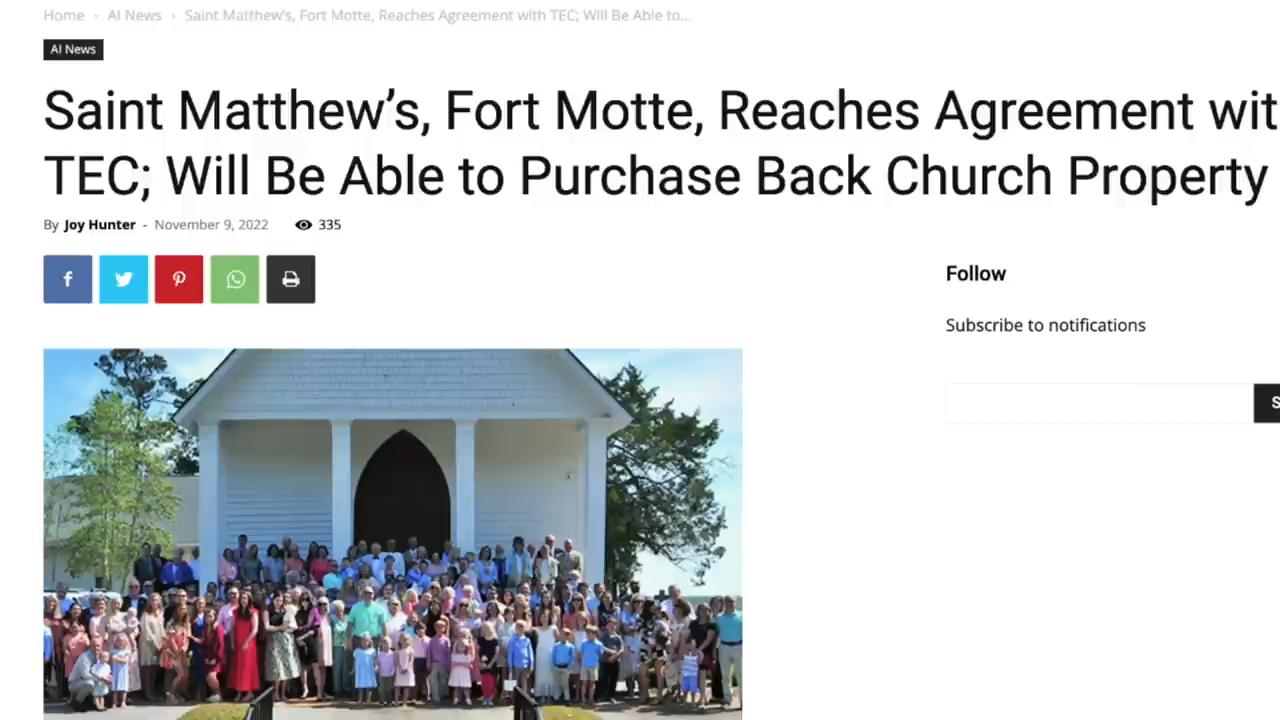 Home - AI News › Saint Matthew's, Fort Motte, Reaches Agreement with TEC; Will Be Able to...
AI News
Saint Matthew’s, Fort Motte, Reaches Agreement wit
TEC; Will Be Able to Purchase Back Church Property
By Joy Hunter - November 9, 2022 335
Follow
Subscribe to notifications
S